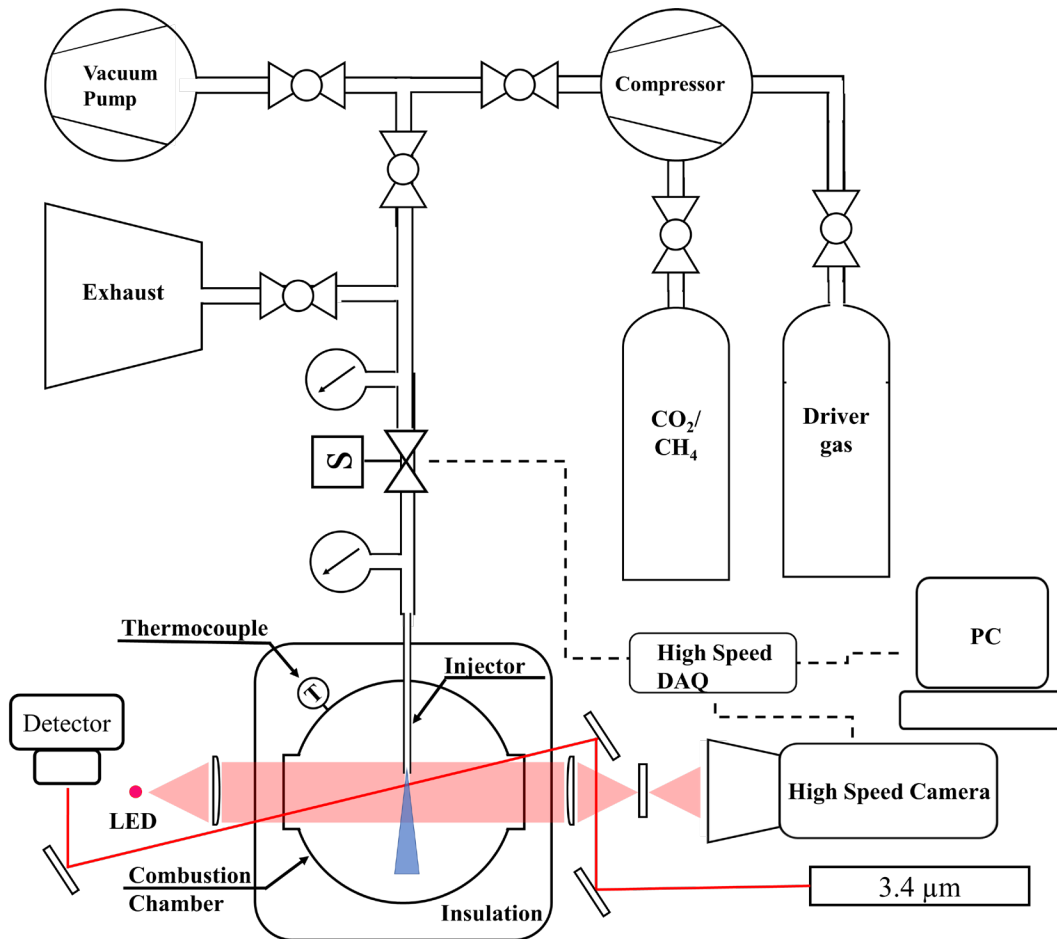 Vacuum
Pump
Compressor
Exhaust
CO₂/
CH₄
Driver
gas
S
Thermocouple
Injector
T
High Speed
DAQ
PC
Detector
LED
High Speed Camera
Combustion
Chamber
Insulation
3.4 µm